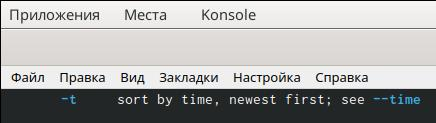 Приложения Места Konsole
Файл Правка Вид Закладки Настройка Справка
-t sort by time, newest first; see --time